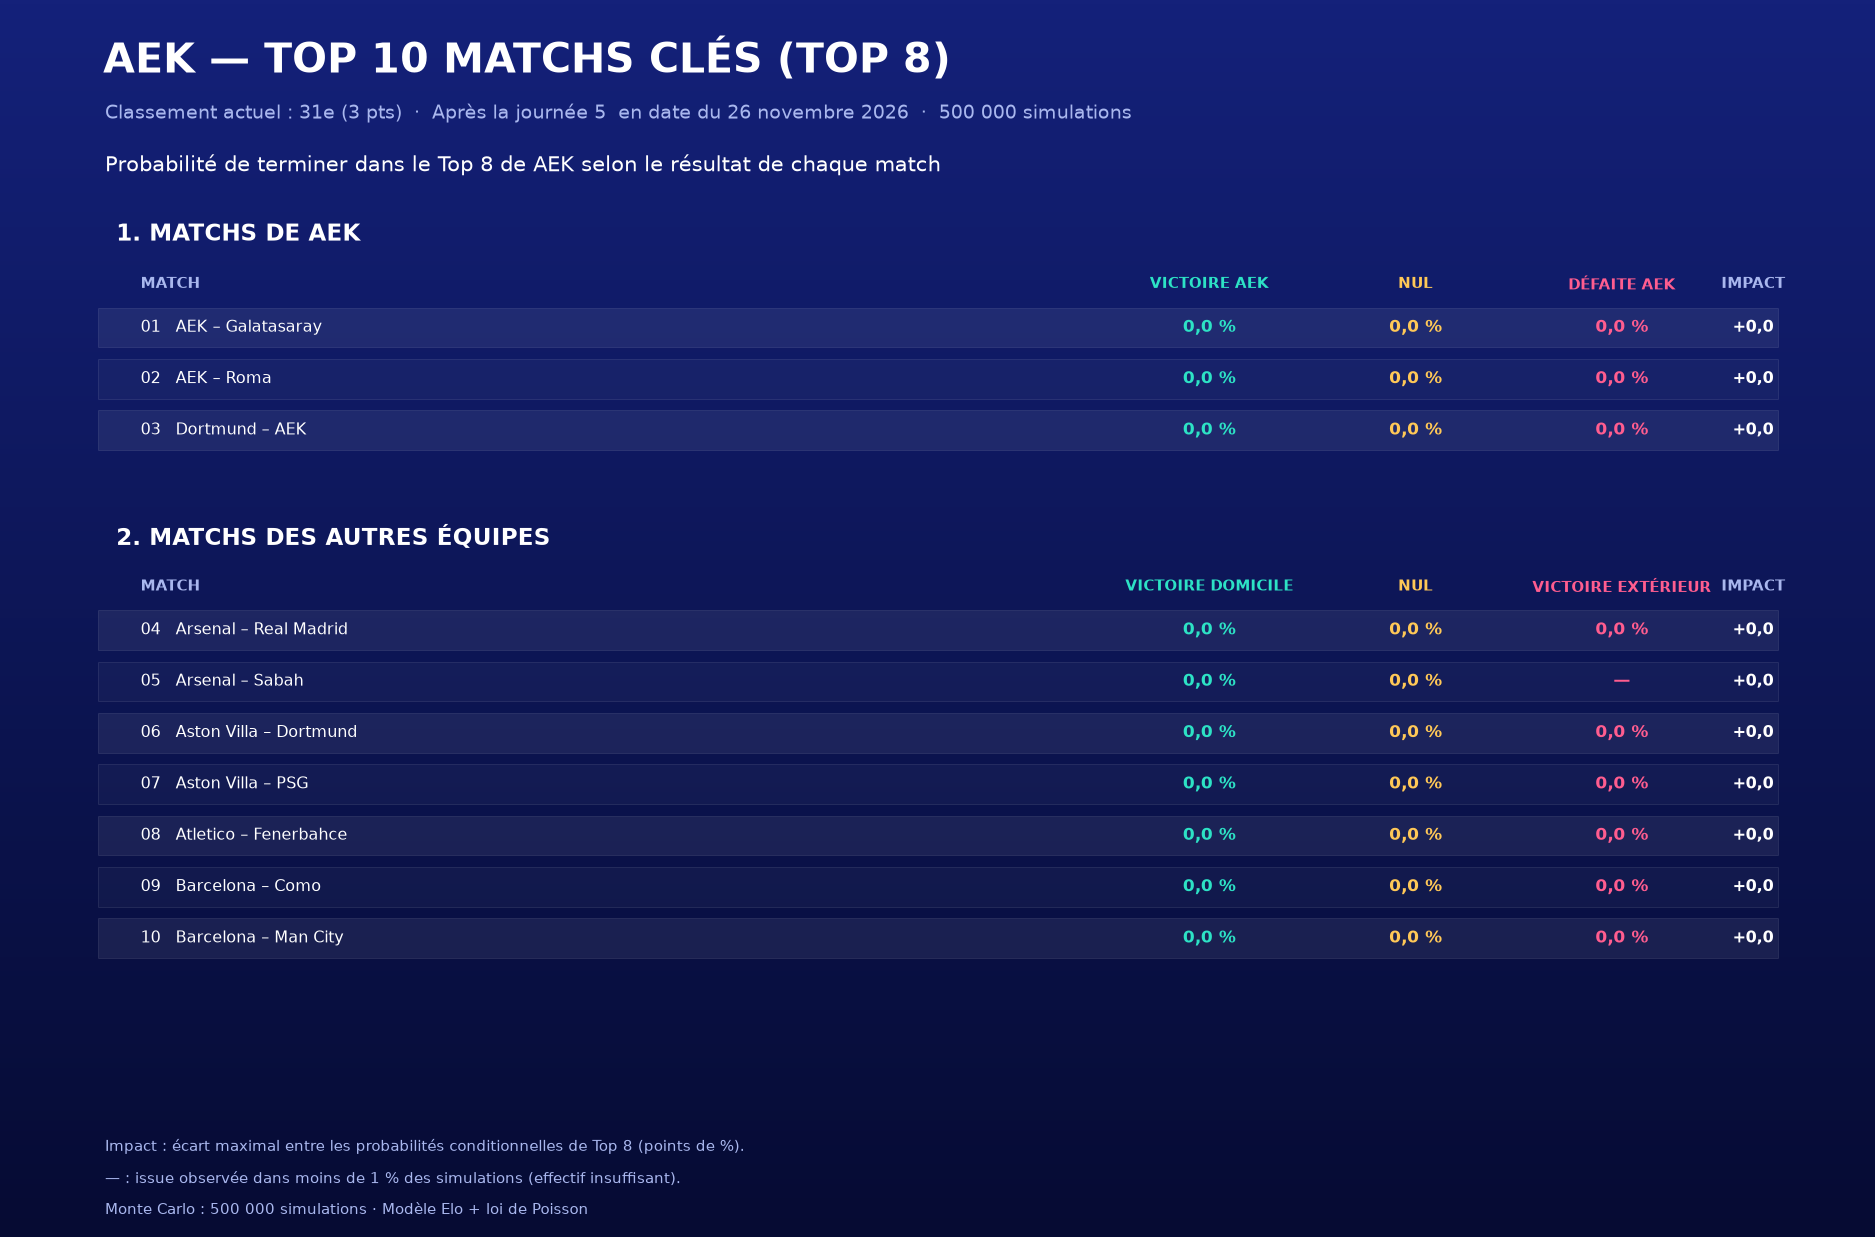 AEK — TOP 10 MATCHS CLÉS (TOP 8)
Classement actuel : 31e (3 pts) · Après la journée 5 en date du 26 novembre 2026 · 500 000 simulations
Probabilité de terminer dans le Top 8 de AEK selon le résultat de chaque match
1. MATCHS DE AEK
MATCH VICTOIRE AEK NUL DÉFAITE AEK IMPACT
01 AEK – Galatasaray 0,0 % 0,0 % 0,0 % +0,0
02 AEK – Roma 0,0 % 0,0 % 0,0 % +0,0
03 Dortmund – AEK 0,0 % 0,0 % 0,0 % +0,0
2. MATCHS DES AUTRES ÉQUIPES
MATCH VICTOIRE DOMICILE NUL VICTOIRE EXTÉRIEUR IMPACT
04 Arsenal – Real Madrid 0,0 % 0,0 % 0,0 % +0,0
05 Arsenal – Sabah 0,0 % 0,0 % — +0,0
06 Aston Villa – Dortmund 0,0 % 0,0 % 0,0 % +0,0
07 Aston Villa – PSG 0,0 % 0,0 % 0,0 % +0,0
08 Atletico – Fenerbahce 0,0 % 0,0 % 0,0 % +0,0
09 Barcelona – Como 0,0 % 0,0 % 0,0 % +0,0
10 Barcelona – Man City 0,0 % 0,0 % 0,0 % +0,0
Impact : écart maximal entre les probabilités conditionnelles de Top 8 (points de %).
— : issue observée dans moins de 1 % des simulations (effectif insuffisant).
Monte Carlo : 500 000 simulations · Modèle Elo + loi de Poisson